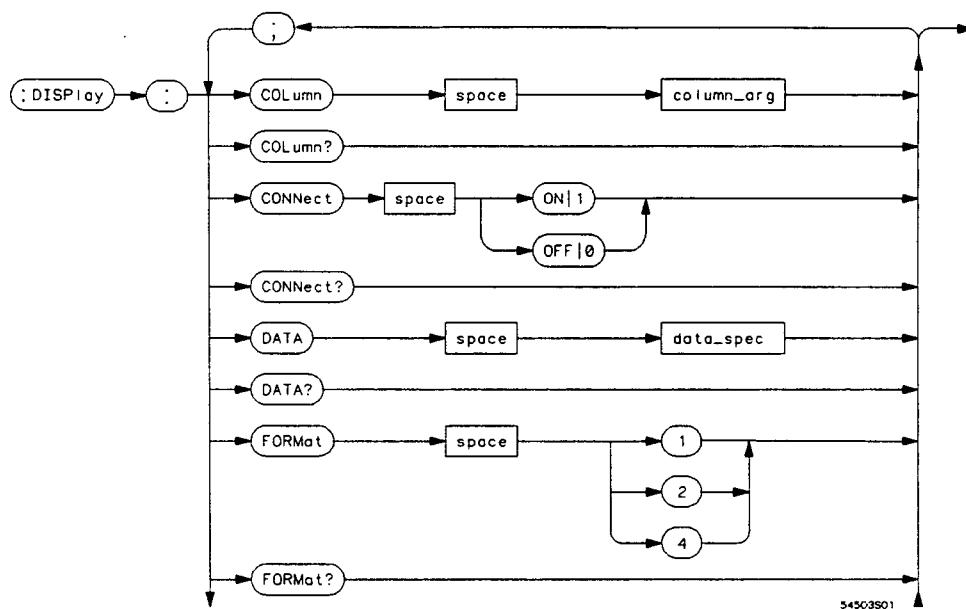 ;
:DISPlay :
COLumn space column_arg
COLumn?
CONNect space ON|1
OFF|0
CONNect?
DATA space data_spec
DATA?
FORMat space 1
2
4
FORMat?
54503S01